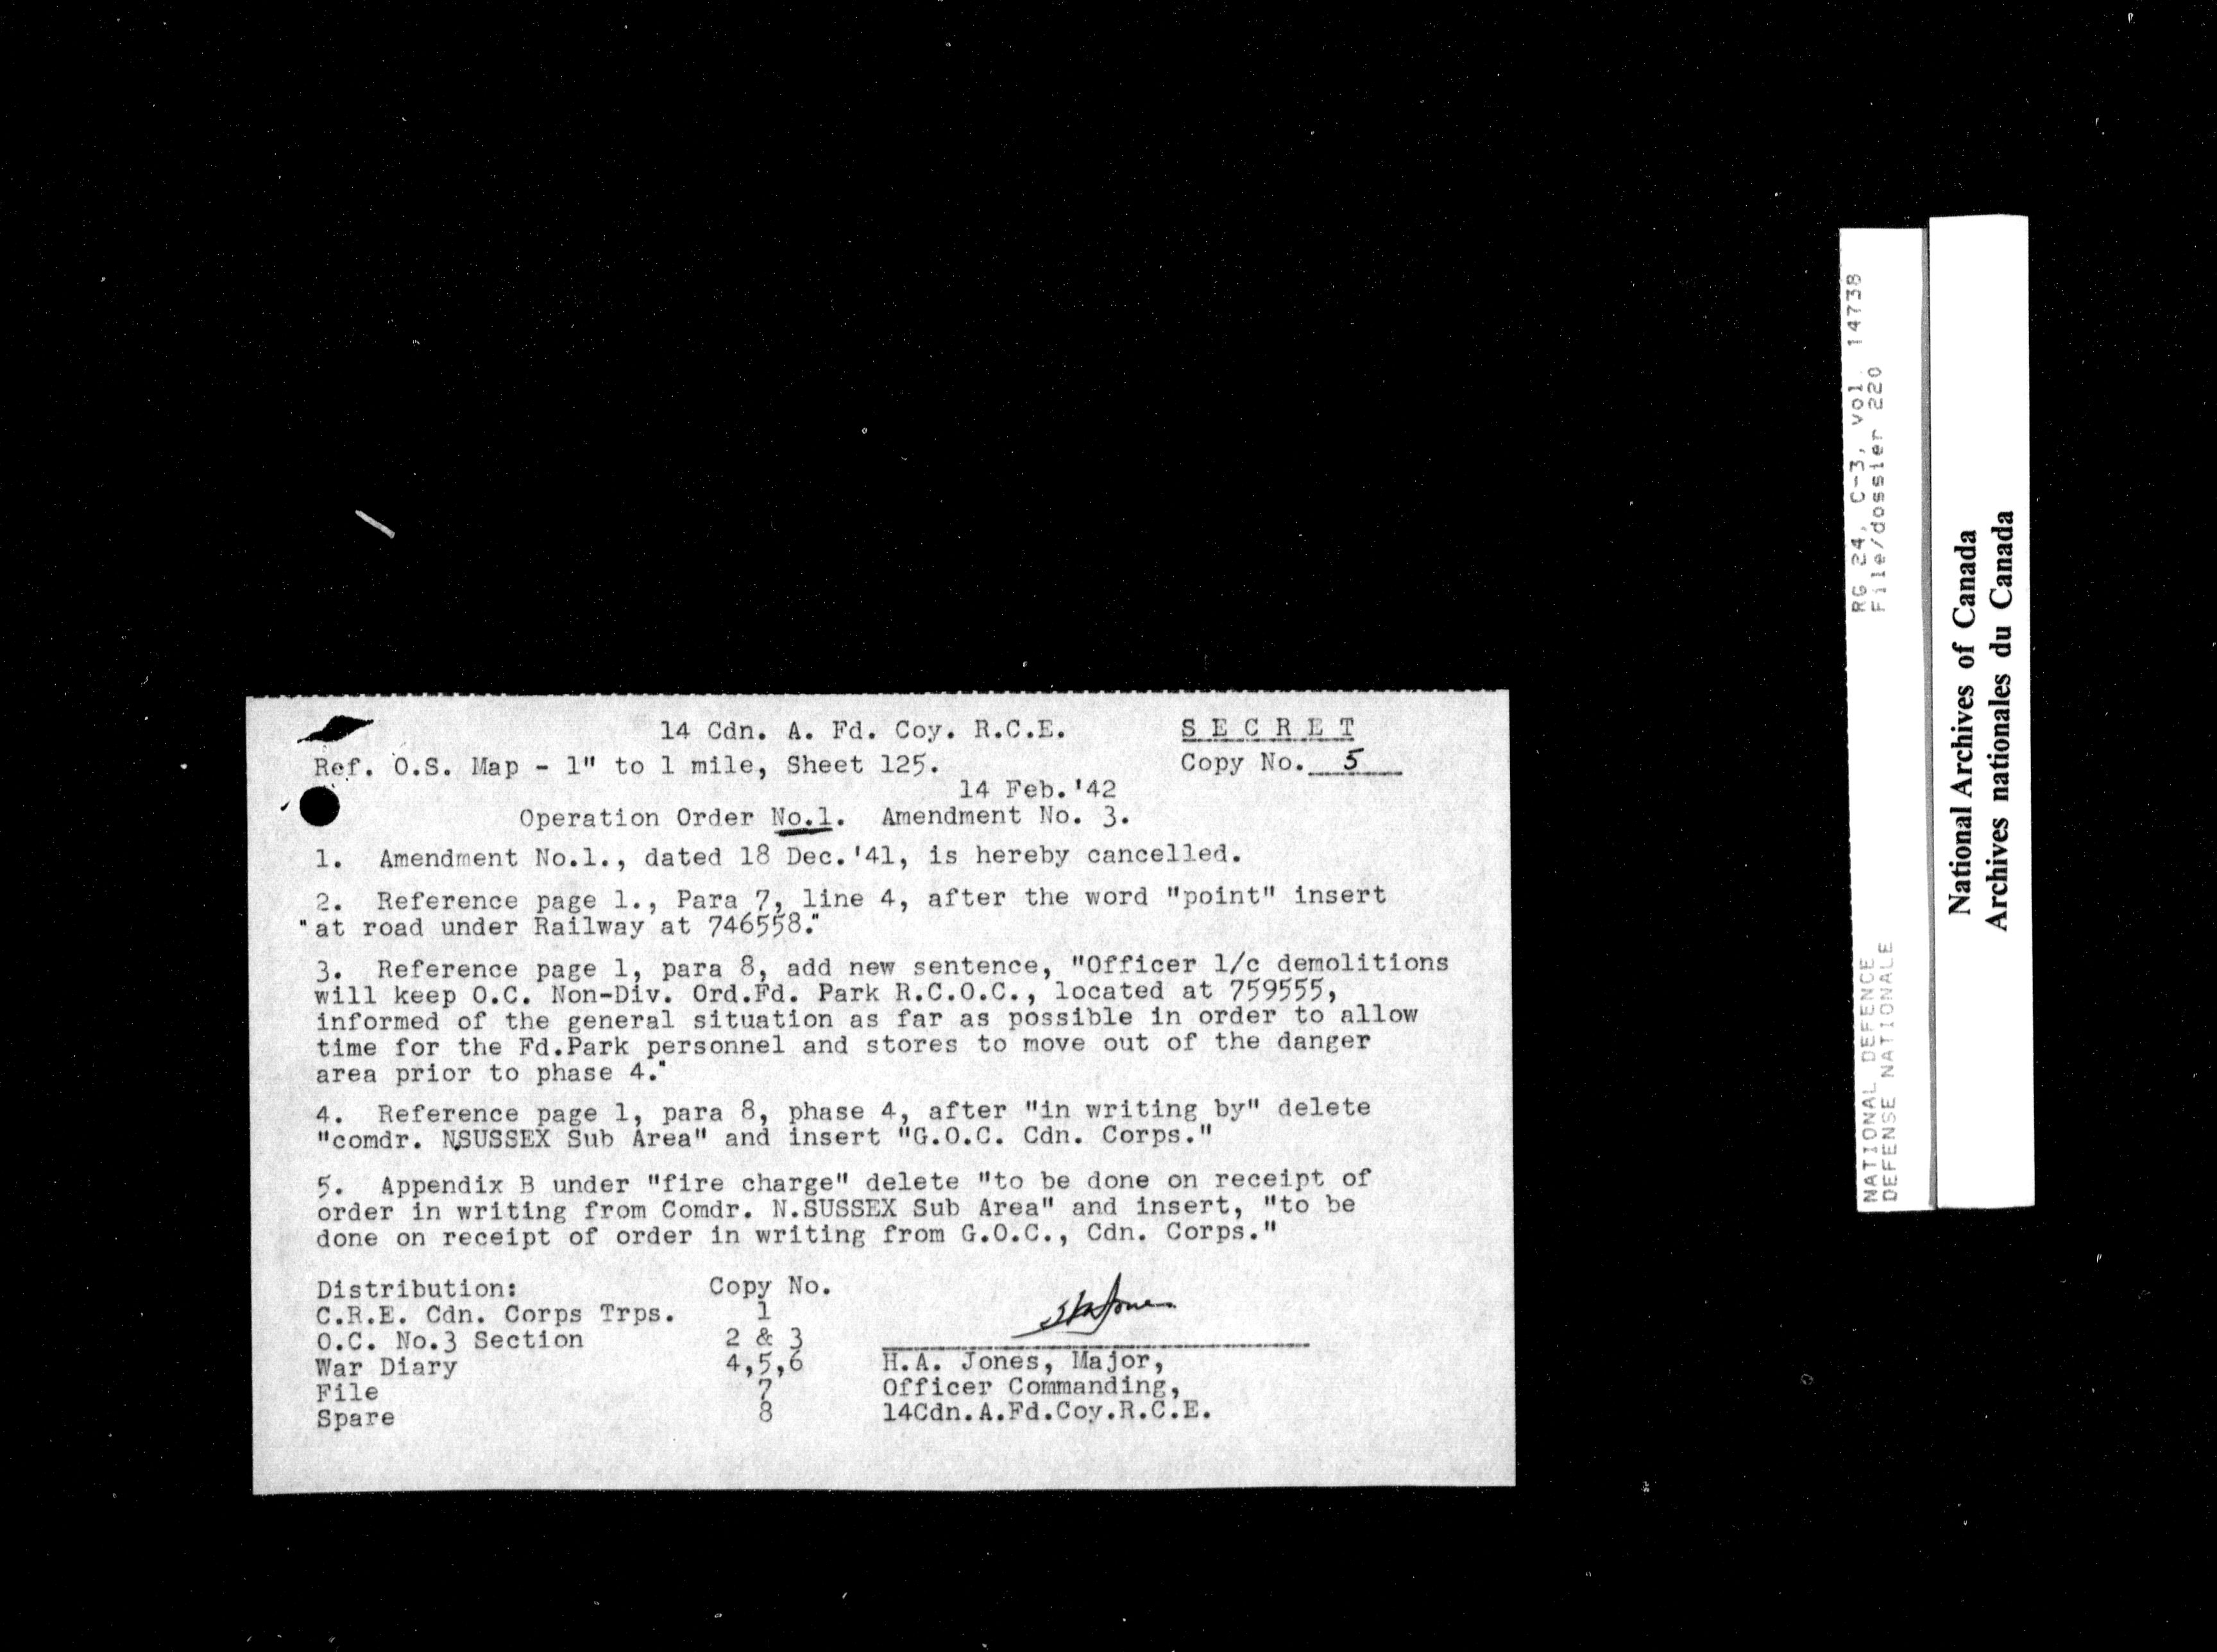 14 Cdn. A. Fd. Coy. R.C.E. S E C R E T
Ref. O.S. Map - 1" to 1 mile, Sheet 125. Copy No. 5
14 Feb.'42
Operation Order No.1. Amendment No. 3.
1. Amendment No.1., dated 18 Dec.'41, is hereby cancelled.
2. Reference page 1., Para 7, line 4, after the word "point" insert
"at road under Railway at 746558."
3. Reference page 1, para 8, add new sentence, "Officer 1/c demolitions
will keep O.C. Non-Div. Ord.Fd. Park R.C.O.C., located at 759555,
informed of the general situation as far as possible in order to allow
time for the Fd.Park personnel and stores to move out of the danger
area prior to phase 4."
4. Reference page 1, para 8, phase 4, after "in writing by" delete
"comdr. N.SUSSEX Sub Area" and insert "G.O.C. Cdn. Corps."
5. Appendix B under "fire charge" delete "to be done on receipt of
order in writing from Comdr. N.SUSSEX Sub Area" and insert, "to be
done on receipt of order in writing from G.O.C., Cdn. Corps."
Distribution: Copy No.
C.R.E. Cdn. Corps Trps. 1
O.C. No.3 Section 2 & 3
War Diary 4,5,6
File 7
Spare 8
H.A. Jones, Major,
Officer Commanding,
14Cdn.A.Fd.Coy.R.C.E.
NATIONAL DEFENCE RG 24, C-3, vol. 14738
DEFENSE NATIONALE File/dossier 220
National Archives of Canada
Archives nationales du Canada